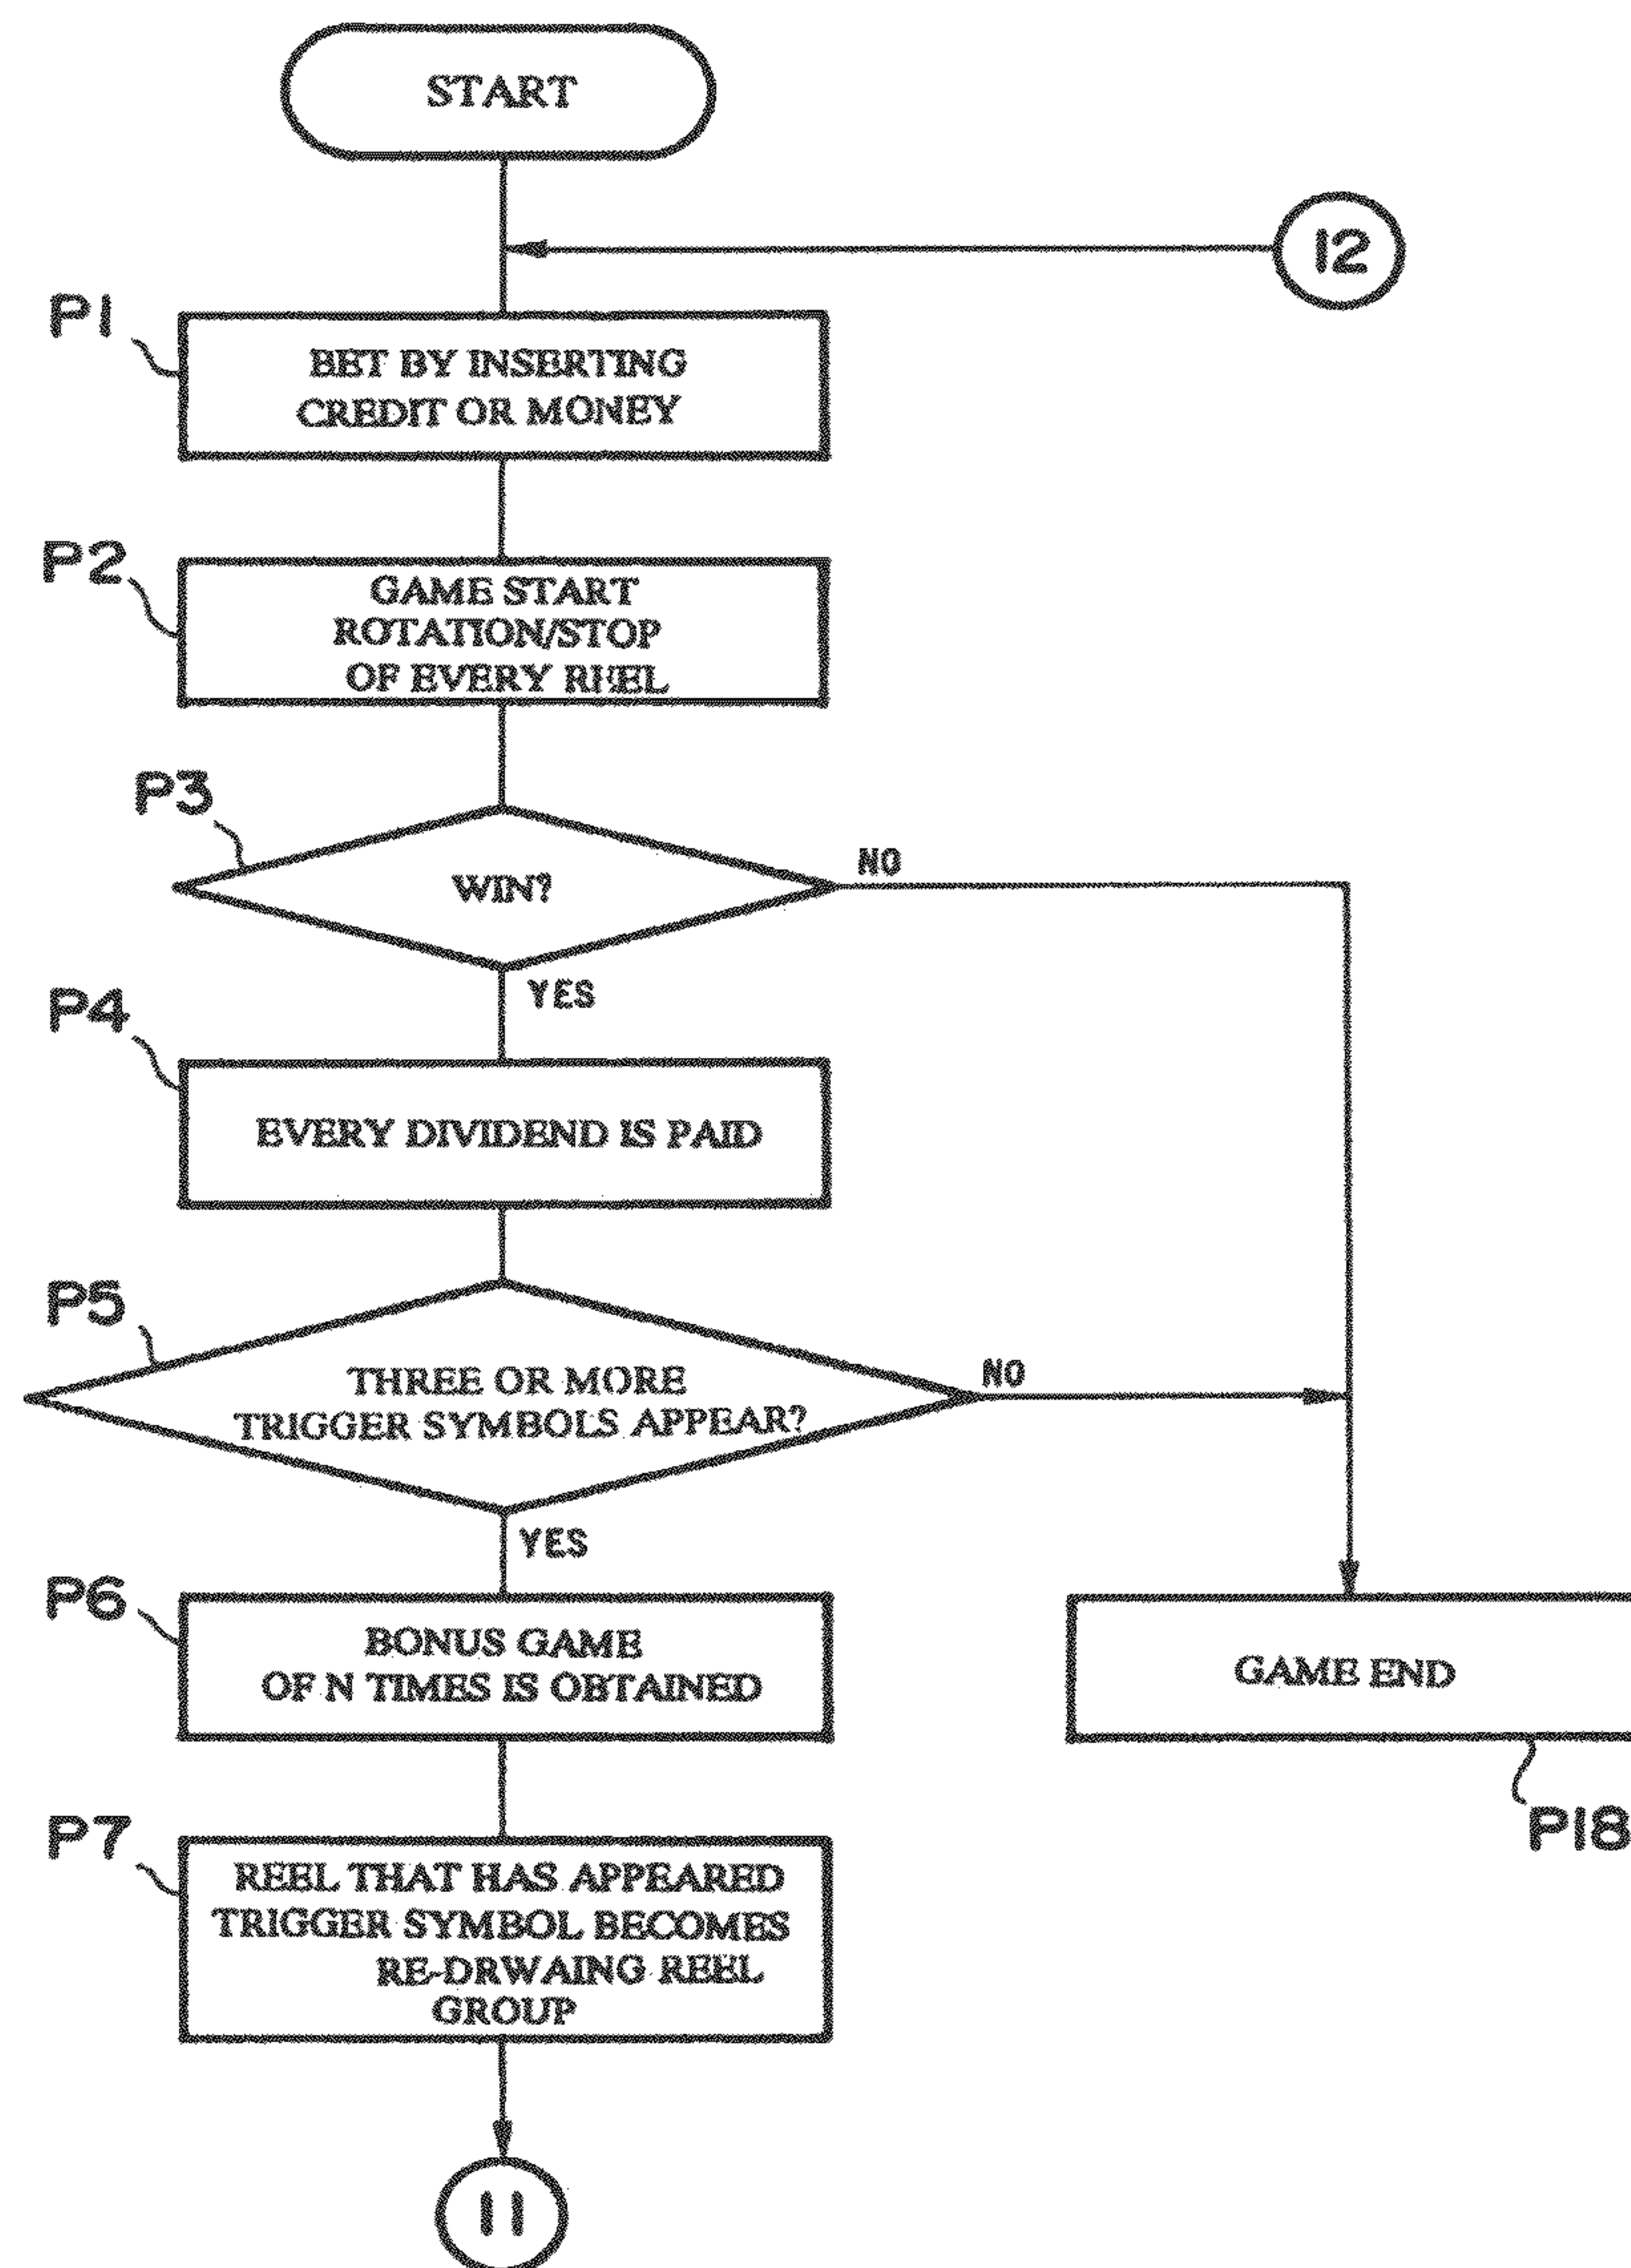 START
12
P1
BET BY INSERTING
CREDIT OR MONEY
P2
GAME START
ROTATION/STOP
OF EVERY REEL
P3
WIN?
NO
YES
P4
EVERY DIVIDEND IS PAID
P5
THREE OR MORE
TRIGGER SYMBOLS APPEAR?
NO
YES
P6
BONUS GAME
OF N TIMES IS OBTAINED
GAME END
P18
P7
REEL THAT HAS APPEARED
TRIGGER SYMBOL BECOMES
RE-DRWAING REEL
GROUP
11